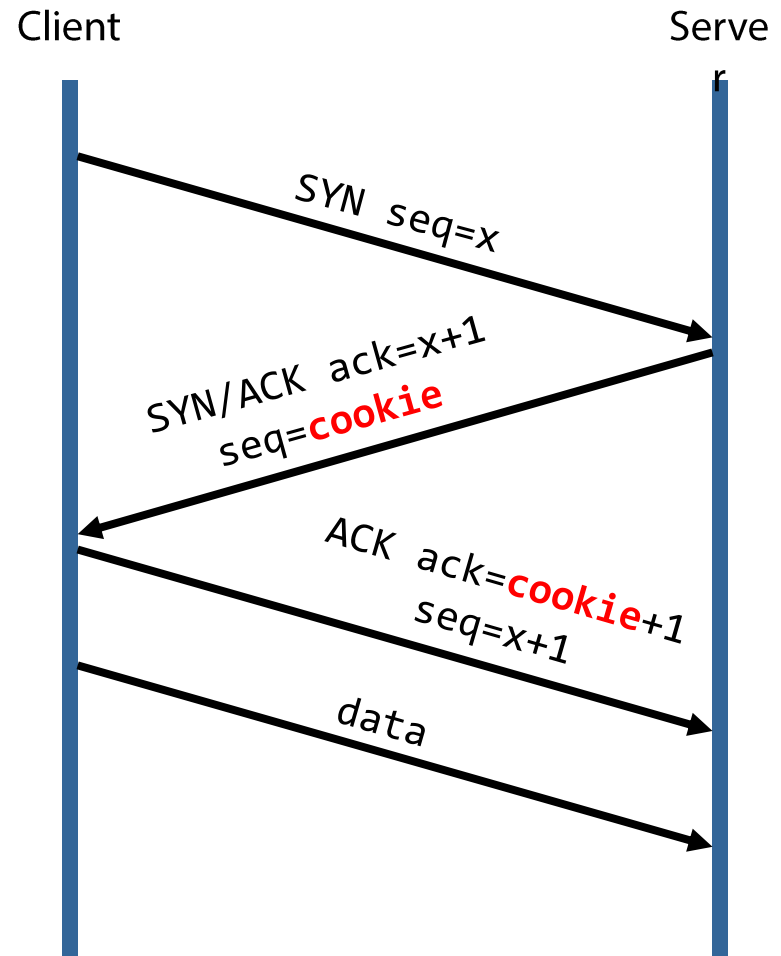 Client
Serve
r
SYN seq=x
SYN/ACK ack=x+1
seq=cookie
ACK ack=cookie+1
seq=x+1
data